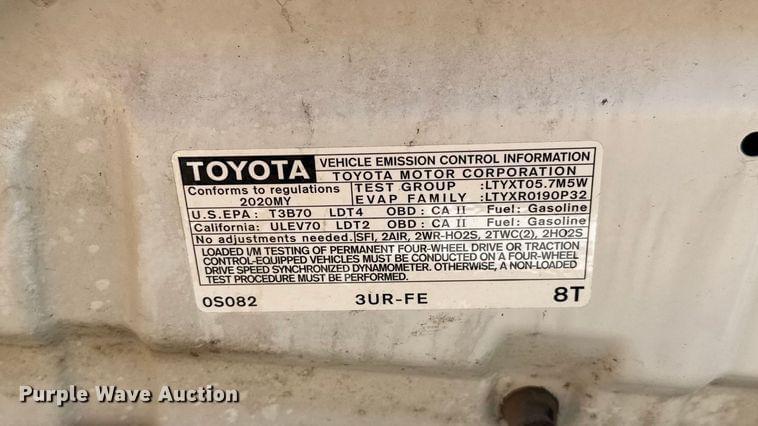 TOYOTA VEHICLE EMISSION CONTROL INFORMATION
TOYOTA MOTOR CORPORATION
Conforms to regulations TEST GROUP :LTYXT05.7M5W
2020MY EVAP FAMILY :LTYXR0190P32
U.S.EPA : T3B70 LDT4 OBD : CA II Fuel: Gasoline
California: ULEV70 LDT2 OBD : CA II Fuel: Gasoline
No adjustments needed. SFI, 2AIR, 2WR-HO2S, 2TWC(2), 2HO2S
LOADED I/M TESTING OF PERMANENT FOUR-WHEEL DRIVE OR TRACTION
CONTROL-EQUIPPED VEHICLES MUST BE CONDUCTED ON A FOUR-WHEEL
DRIVE SPEED SYNCHRONIZED DYNAMOMETER. OTHERWISE, A NON-LOADED
TEST PROCEDURE MUST BE PERFORMED.
0S082 3UR-FE 8T
Purple Wave Auction